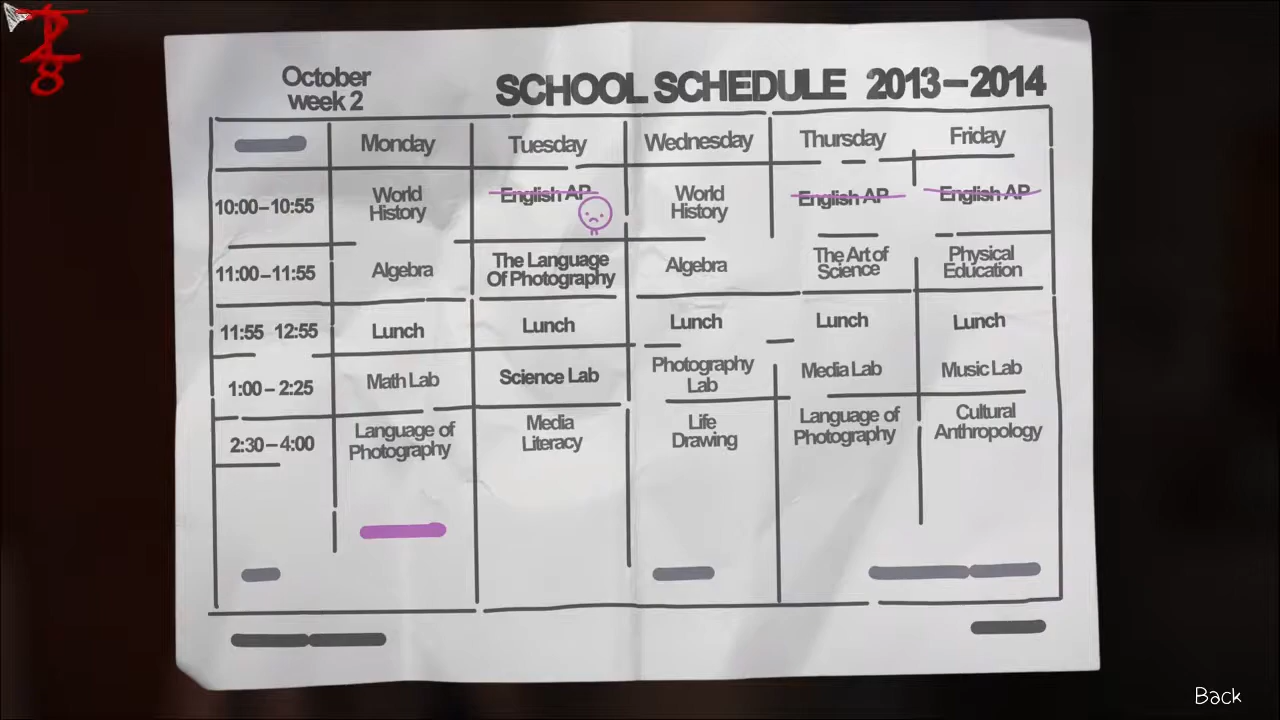 October
week 2
SCHOOL SCHEDULE 2013-2014
Monday Tuesday Wednesday Thursday Friday
10:00-10:55 World History English AP World History English AP English AP
11:00-11:55 Algebra The Language Of Photography Algebra The Art of Science Physical Education
11:55 12:55 Lunch Lunch Lunch Lunch Lunch
1:00-2:25 Math Lab Science Lab Photography Lab Media Lab Music Lab
2:30-4:00 Language of Photography Media Literacy Life Drawing Language of Photography Cultural Anthropology
Back